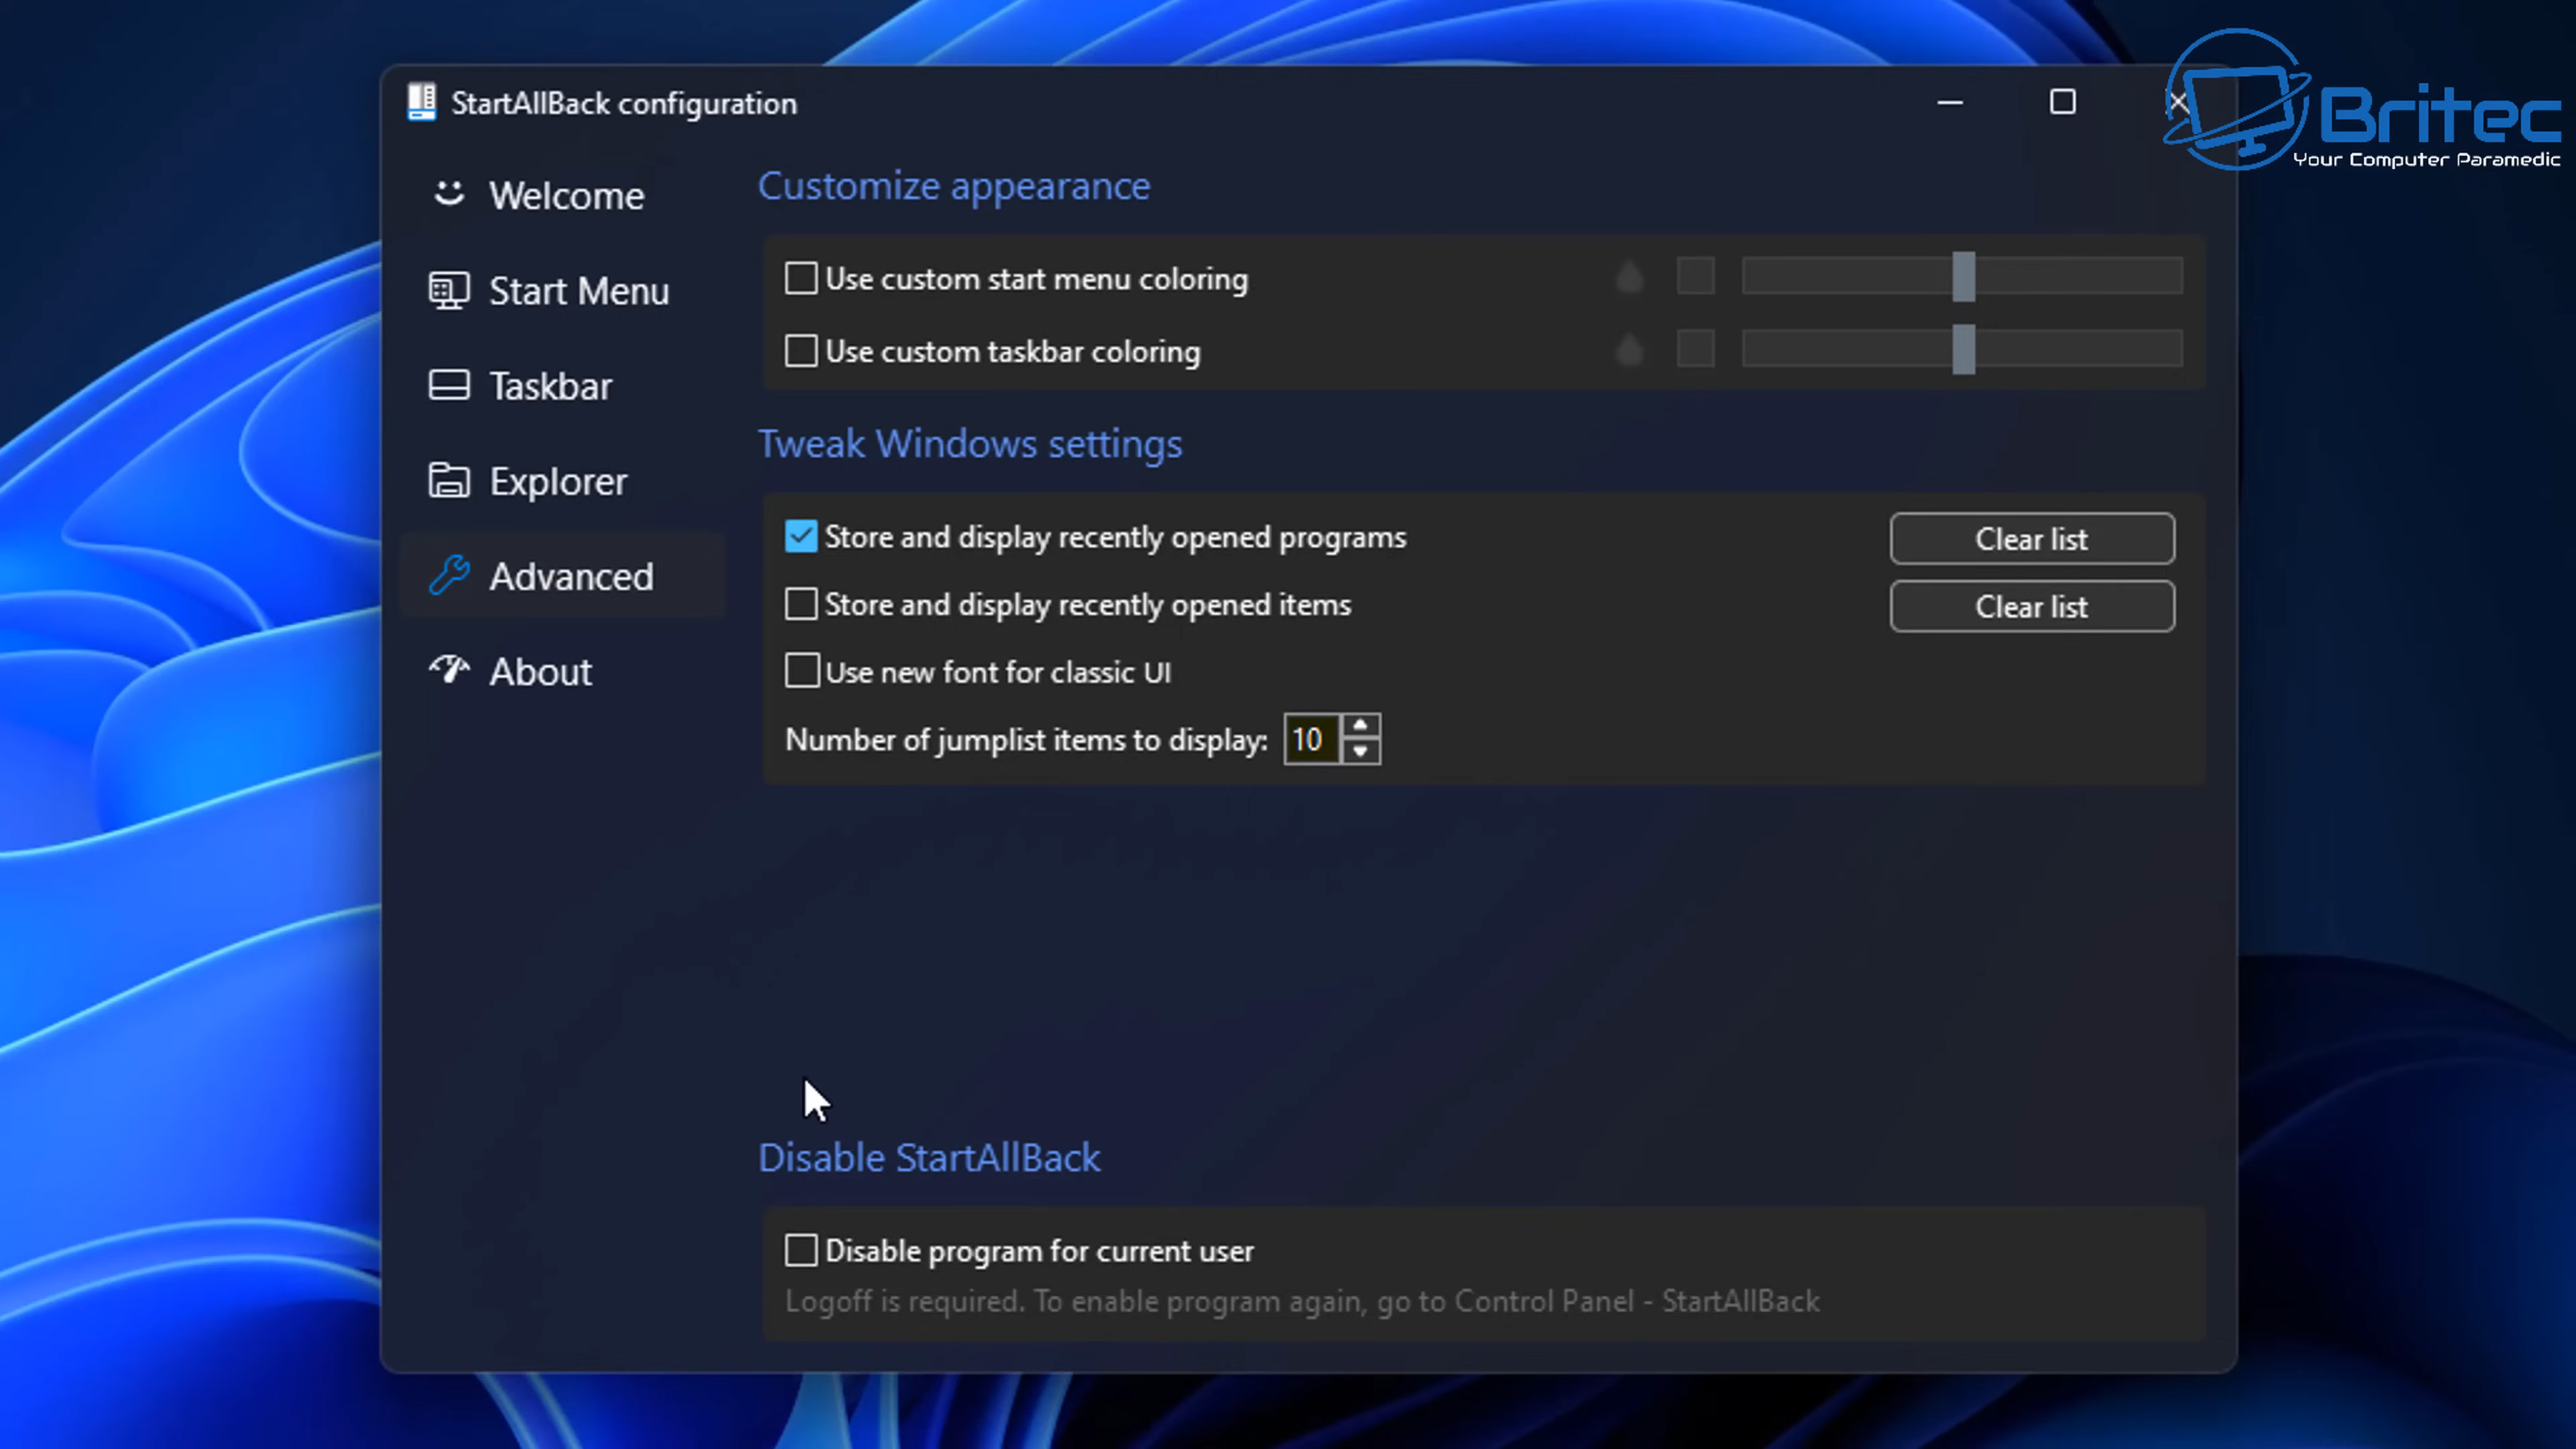 StartAllBack configuration
Britec
Your Computer Paramedic
Welcome
Start Menu
Taskbar
Explorer
Advanced
About
Customize appearance
Use custom start menu coloring
Use custom taskbar coloring
Tweak Windows settings
Store and display recently opened programs
Clear list
Store and display recently opened items
Clear list
Use new font for classic UI
Number of jumplist items to display: 10
Disable StartAllBack
Disable program for current user
Logoff is required. To enable program again, go to Control Panel - StartAllBack